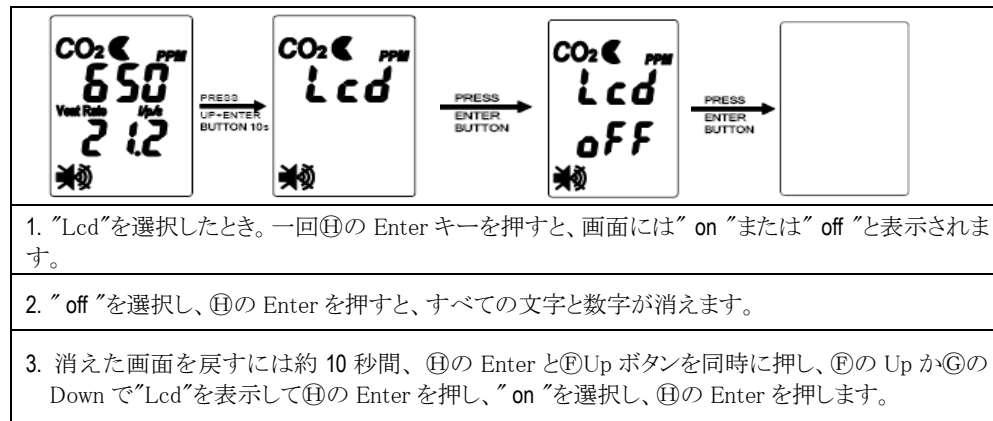 CO2 PPM
650
Vent Rate l/p/s
21.2
PRESS
UP+ENTER
BUTTON 10s
CO2 PPM
Lcd
PRESS
ENTER
BUTTON
CO2 PPM
Lcd
oFF
PRESS
ENTER
BUTTON
1. "Lcd"を選択したとき。一回Ⓗの Enter キーを押すと、画面には" on "または" off "と表示されま
す。
2. " off "を選択し、Ⓗの Enter を押すと、すべての文字と数字が消えます。
3. 消えた画面を戻すには約 10 秒間、Ⓗの Enter とⒻUp ボタンを同時に押し、Ⓕの Up かⒼの
Down で"Lcd"を表示してⒽの Enter を押し、" on "を選択し、Ⓗの Enter を押します。